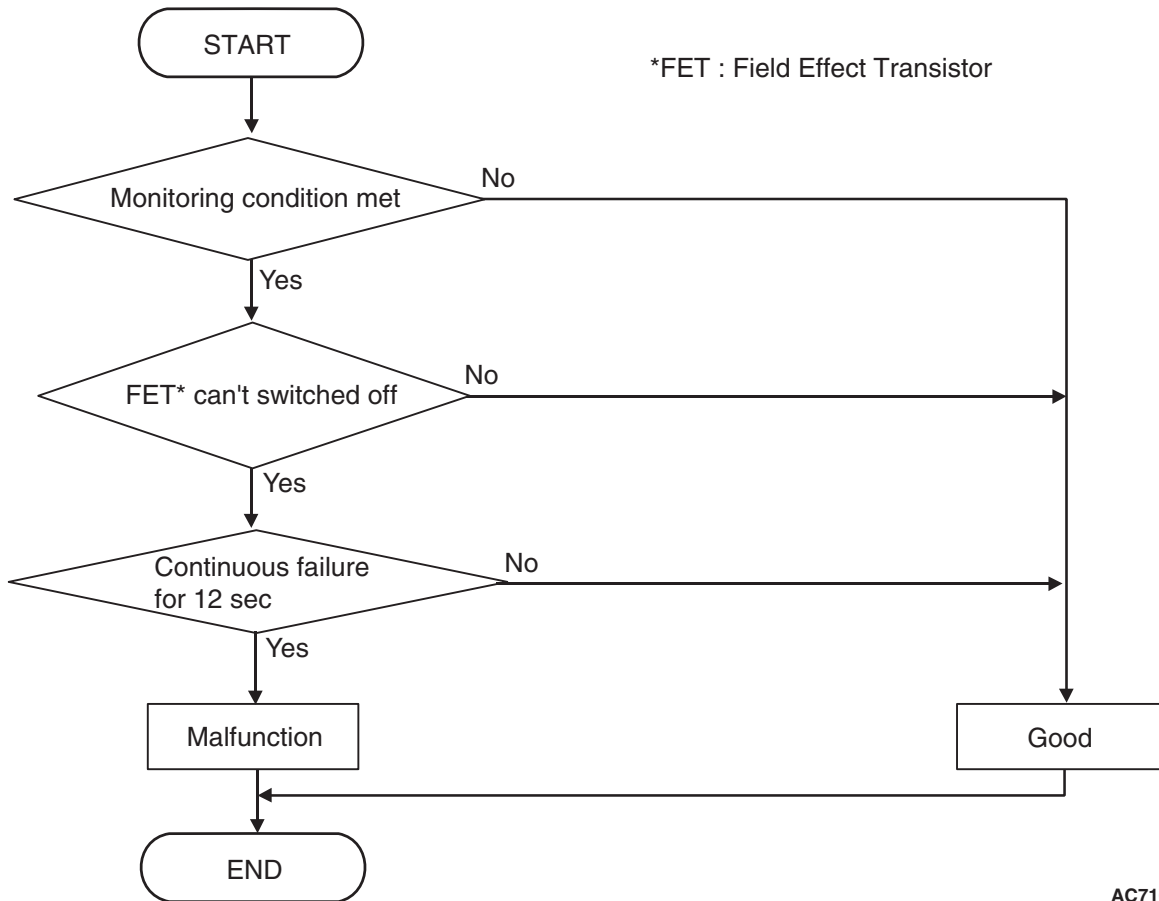 START
*FET : Field Effect Transistor
Monitoring condition met
No
Yes
FET* can't switched off
No
Yes
Continuous failure
for 12 sec
No
Yes
Malfunction
Good
END
AC71